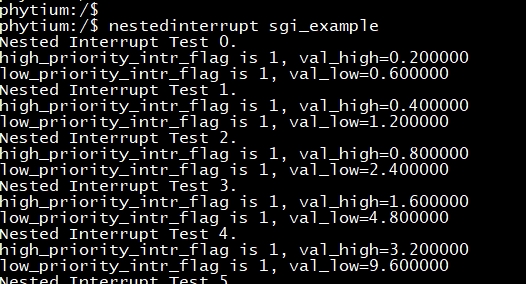 phytium:/$
phytium:/$ nestedinterrupt sgi_example
Nested Interrupt Test 0.
high_priority_intr_flag is 1, val_high=0.200000
low_priority_intr_flag is 1, val_low=0.600000
Nested Interrupt Test 1.
high_priority_intr_flag is 1, val_high=0.400000
low_priority_intr_flag is 1, val_low=1.200000
Nested Interrupt Test 2.
high_priority_intr_flag is 1, val_high=0.800000
low_priority_intr_flag is 1, val_low=2.400000
Nested Interrupt Test 3.
high_priority_intr_flag is 1, val_high=1.600000
low_priority_intr_flag is 1, val_low=4.800000
Nested Interrupt Test 4.
high_priority_intr_flag is 1, val_high=3.200000
low_priority_intr_flag is 1, val_low=9.600000
Nested Interrupt Test 5